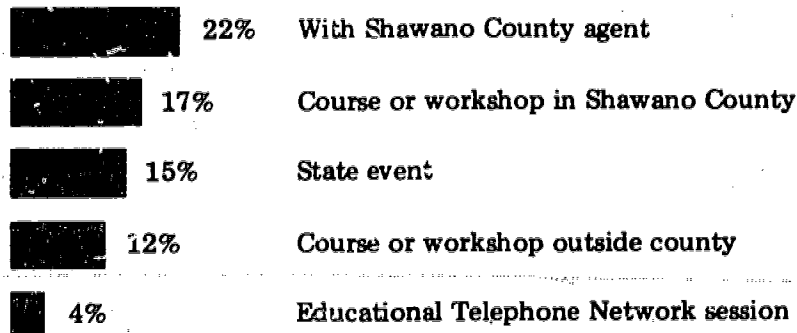 22% With Shawano County agent
17% Course or workshop in Shawano County
15% State event
12% Course or workshop outside county
4% Educational Telephone Network session